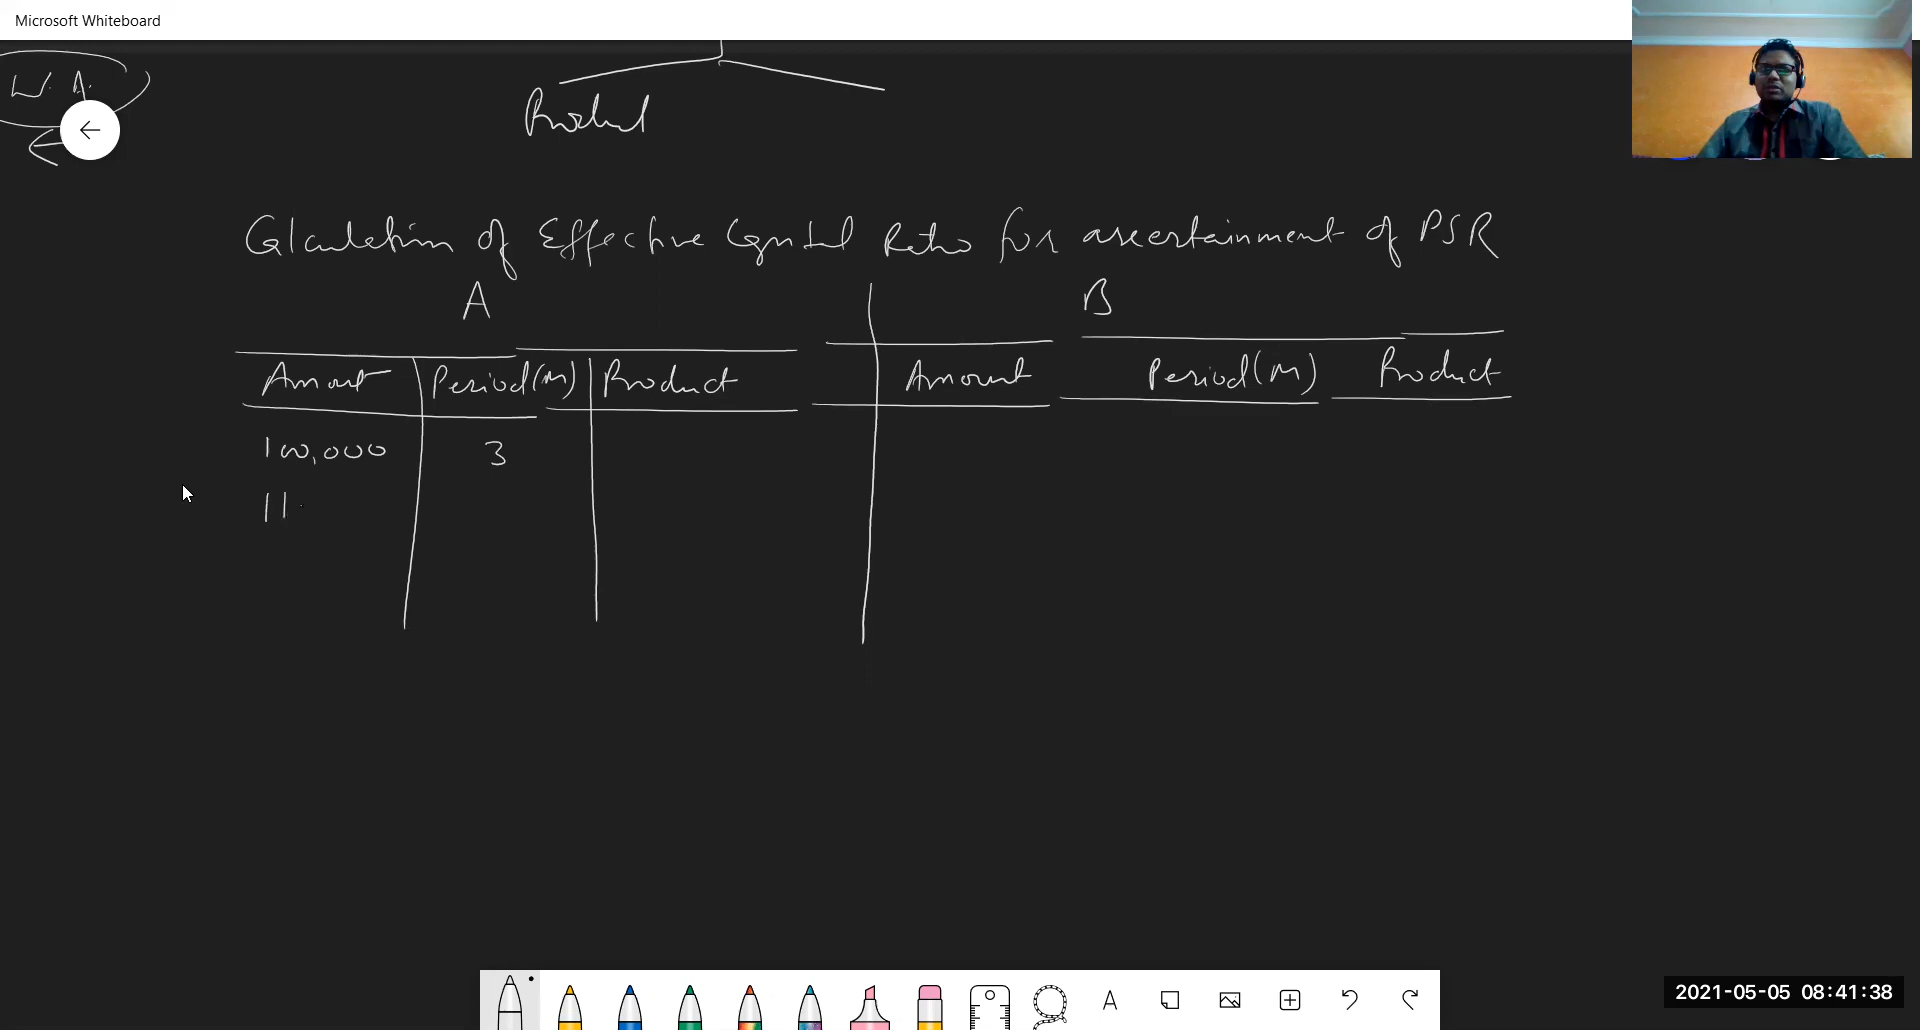 Microsoft Whiteboard
W. A.
Product
Calculation of Effective Capital Ratio for ascertainment of PSR
A B
Amount Period(M) Product Amount Period(M) Product
100,000 3
11
A
2021-05-05 08:41:38